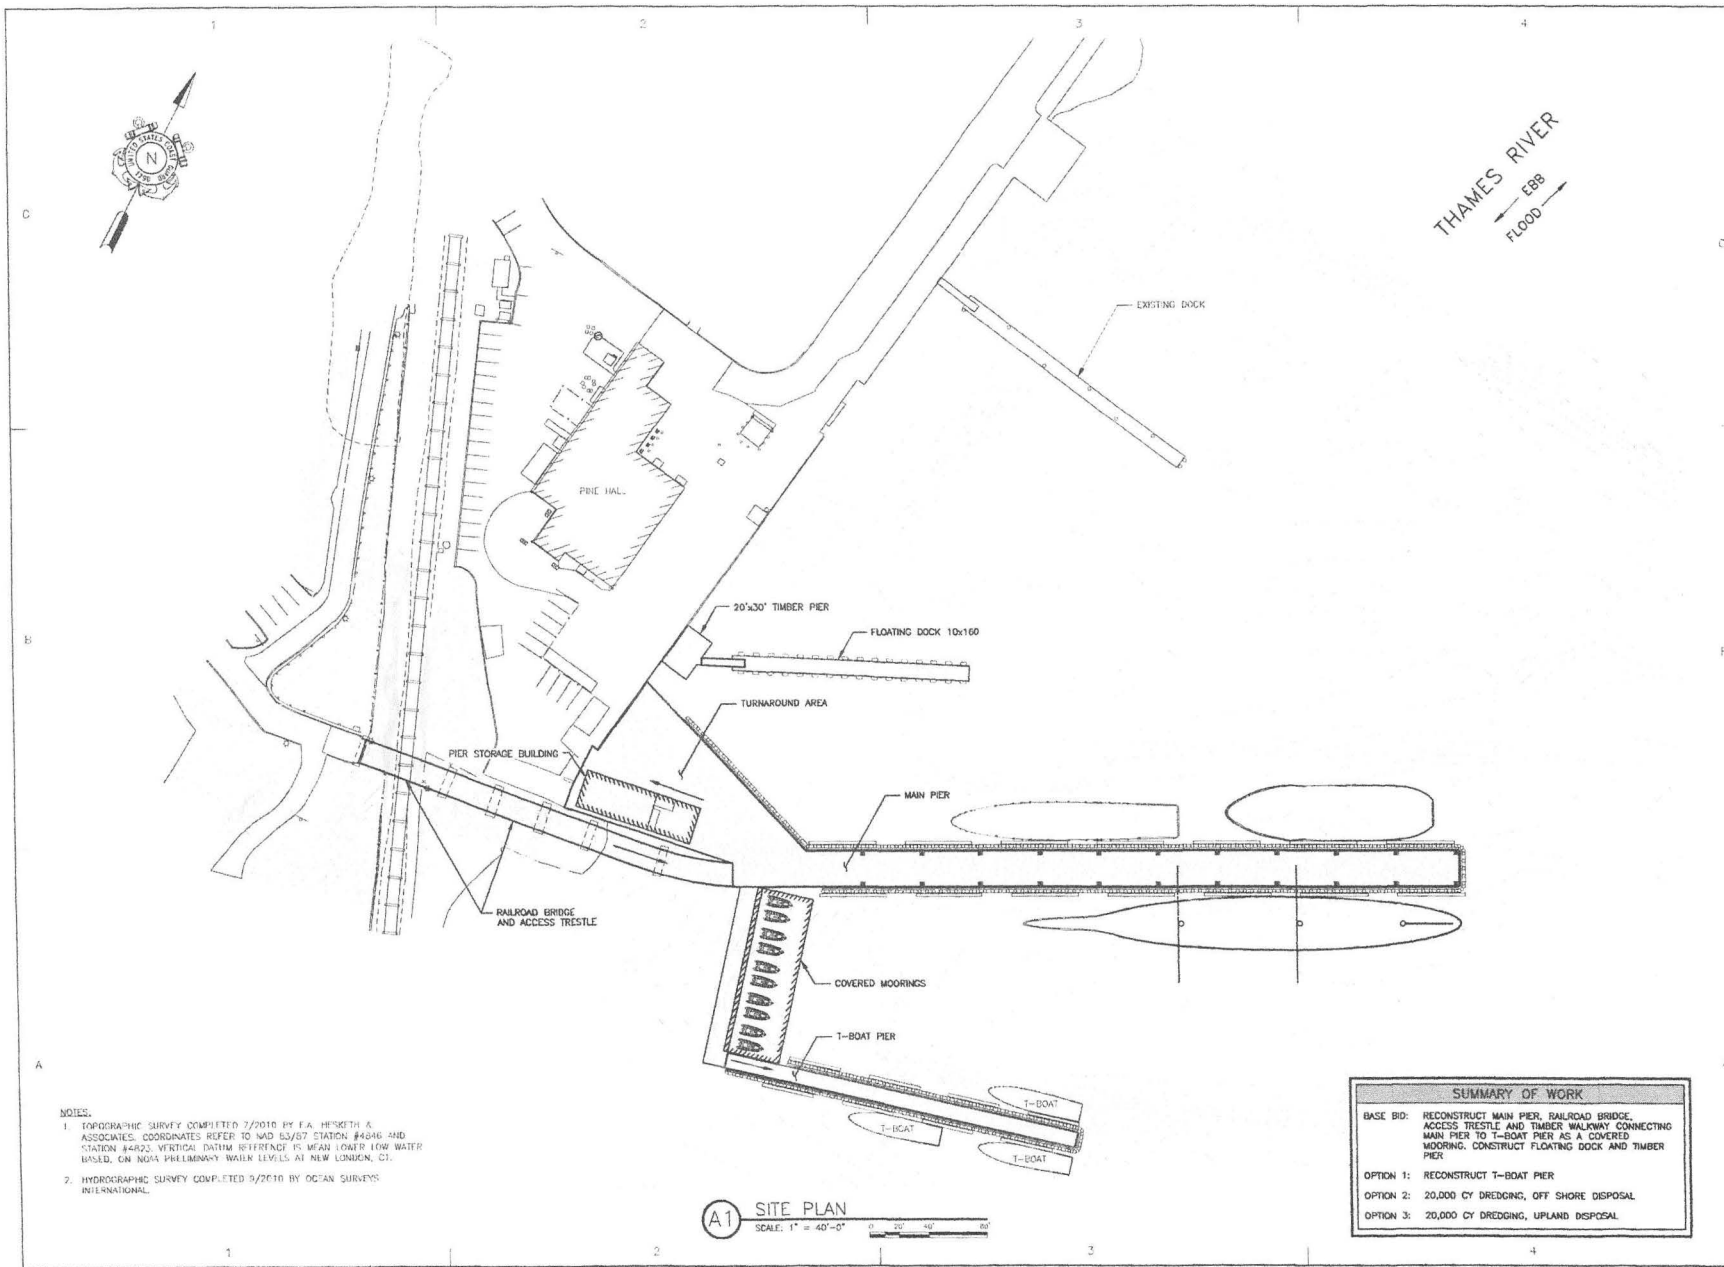 1 2 3 4
THAMES RIVER
EBB
FLOOD
UNITED STATES COAST GUARD
1790
N
C
EXISTING DOCK
PINE HALL
20'x30' TIMBER PIER
FLOATING DOCK 10x160
B
TURNAROUND AREA
PIER STORAGE BUILDING
MAIN PIER
RAILROAD BRIDGE
AND ACCESS TRESTLE
COVERED MOORINGS
T-BOAT PIER
A
T-BOAT
T-BOAT
T-BOAT
NOTES:
1 TOPOGRAPHIC SURVEY COMPLETED 7/2010 BY F.A. HESKETH &
ASSOCIATES. COORDINATES REFER TO NAD 83/87 STATION #4846 AND
STATION #4823. VERTICAL DATUM REFERENCE IS MEAN LOWER LOW WATER
BASED, ON NOAA PRELIMINARY WATER LEVELS AT NEW LONDON, CT.
2. HYDROGRAPHIC SURVEY COMPLETED 9/2010 BY OCEAN SURVEYS
INTERNATIONAL.
A1 SITE PLAN
SCALE: 1" = 40'-0"
0 20' 40' 80'
SUMMARY OF WORK
BASE BID: RECONSTRUCT MAIN PIER, RAILROAD BRIDGE,
ACCESS TRESTLE AND TIMBER WALKWAY CONNECTING
MAIN PIER TO T-BOAT PIER AS A COVERED
MOORING. CONSTRUCT FLOATING DOCK AND TIMBER
PIER
OPTION 1: RECONSTRUCT T-BOAT PIER
OPTION 2: 20,000 CY DREDGING, OFF SHORE DISPOSAL
OPTION 3: 20,000 CY DREDGING, UPLAND DISPOSAL
1 2 3 4